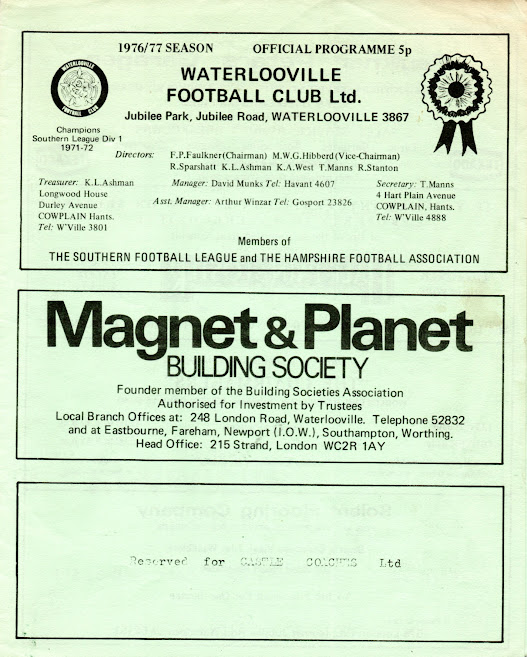 1976/77 SEASON OFFICIAL PROGRAMME 5p
WATERLOOVILLE
FOOTBALL CLUB Ltd.
Jubilee Park, Jubilee Road, WATERLOOVILLE 3867
WATERLOOVILLE
FOOTBALL CLUB
Champions
Southern League Div 1
1971-72
Directors: F.P.Faulkner(Chairman) M.W.G.Hibberd (Vice-Chairman)
R.Sparshatt K.L.Ashman K.A.West T.Manns R.Stanton
Treasurer: K.L.Ashman
Longwood House
Durley Avenue
COWPLAIN Hants.
Tel: W'Ville 3801
Manager: David Munks Tel: Havant 4607
Asst. Manager: Arthur Winzar Tel: Gosport 23826
Secretary: T.Manns
4 Hart Plain Avenue
COWPLAIN, Hants.
Tel: W'Ville 4888
Members of
THE SOUTHERN FOOTBALL LEAGUE and THE HAMPSHIRE FOOTBALL ASSOCIATION
Magnet & Planet
BUILDING SOCIETY
Founder member of the Building Societies Association
Authorised for Investment by Trustees
Local Branch Offices at: 248 London Road, Waterlooville. Telephone 52832
and at Eastbourne, Fareham, Newport (I.O.W.), Southampton, Worthing.
Head Office: 215 Strand, London WC2R 1AY
Reserved for CASTLE COACHES Ltd